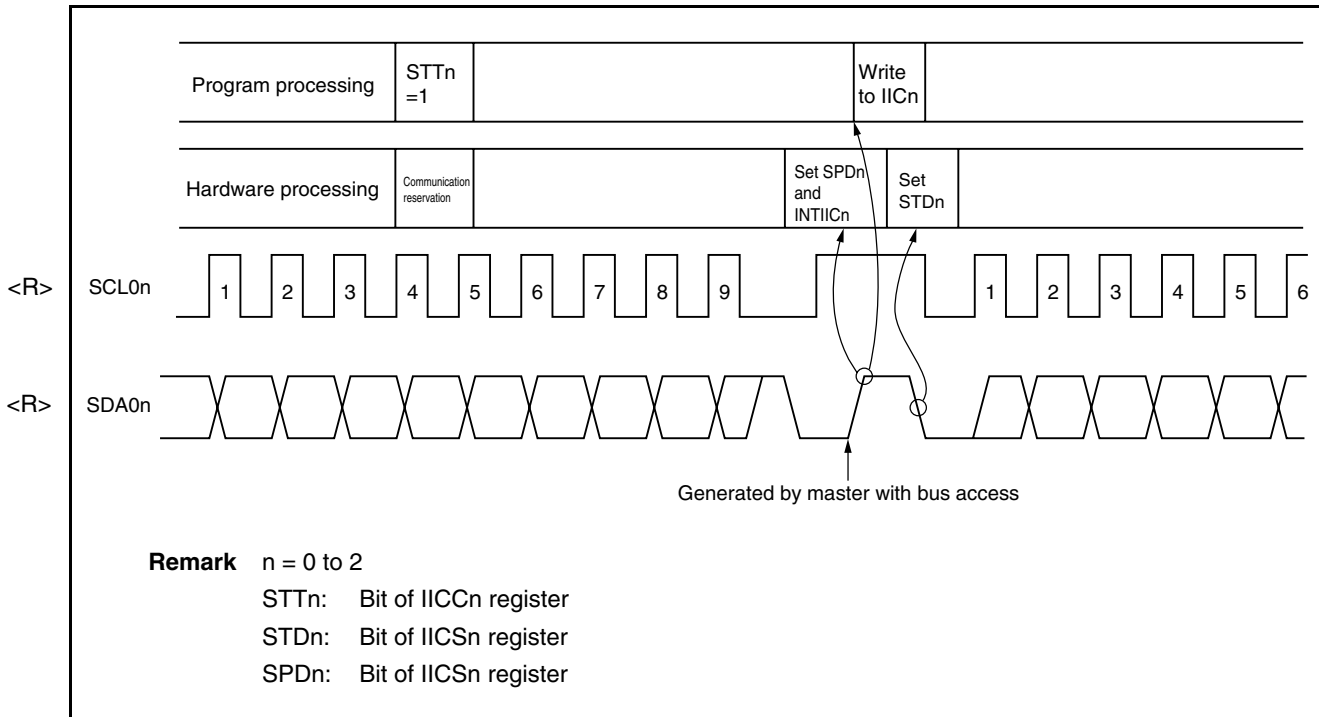 Program processing
STTn
=1
Write
to IICn
Hardware processing
Communication
reservation
Set SPDn
and
INTIICn
Set
STDn
<R> SCL0n 1 2 3 4 5 6 7 8 9 1 2 3 4 5 6
<R> SDA0n
Generated by master with bus access
Remark n = 0 to 2
STTn: Bit of IICCn register
STDn: Bit of IICSn register
SPDn: Bit of IICSn register